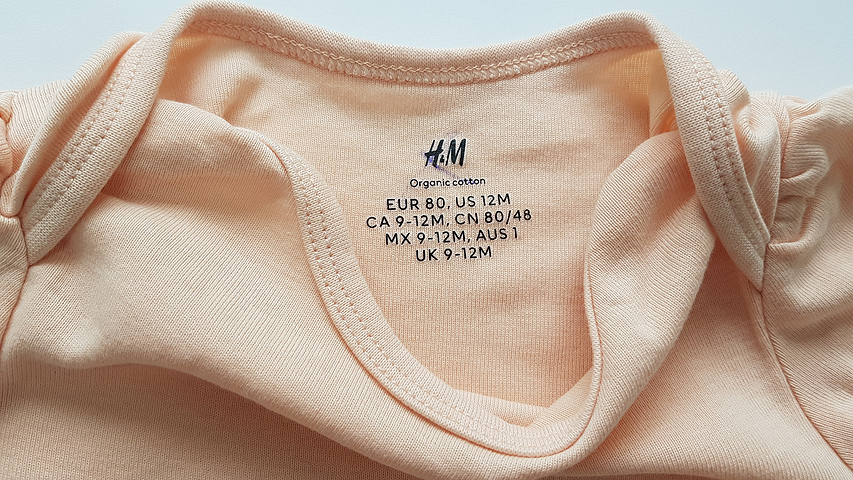 H&M
Organic cotton
EUR 80, US 12M
CA 9-12M, CN 80/48
MX 9-12M, AUS 1
UK 9-12M